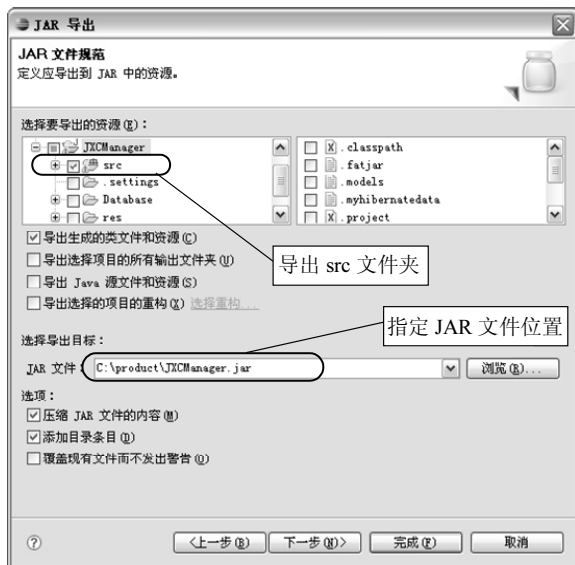 JAR 导出
JAR 文件规范
定义应导出到 JAR 中的资源。
选择要导出的资源(E)：
JXCManager
src
.settings
Database
res
.classpath
.fatjar
.models
.myhibernatedata
.project
导出生成的类文件和资源(C)
导出选择项目的所有输出文件夹(U)
导出 Java 源文件和资源(S)
导出选择的项目的重构(X) 选择重构...
导出 src 文件夹
指定 JAR 文件位置
选择导出目标：
JAR 文件： C:\product\JXCManager.jar 浏览(R)...
选项：
压缩 JAR 文件的内容(M)
添加目录条目(D)
覆盖现有文件而不发出警告(O)
<上一步(B) 下一步(N)> 完成(F) 取消